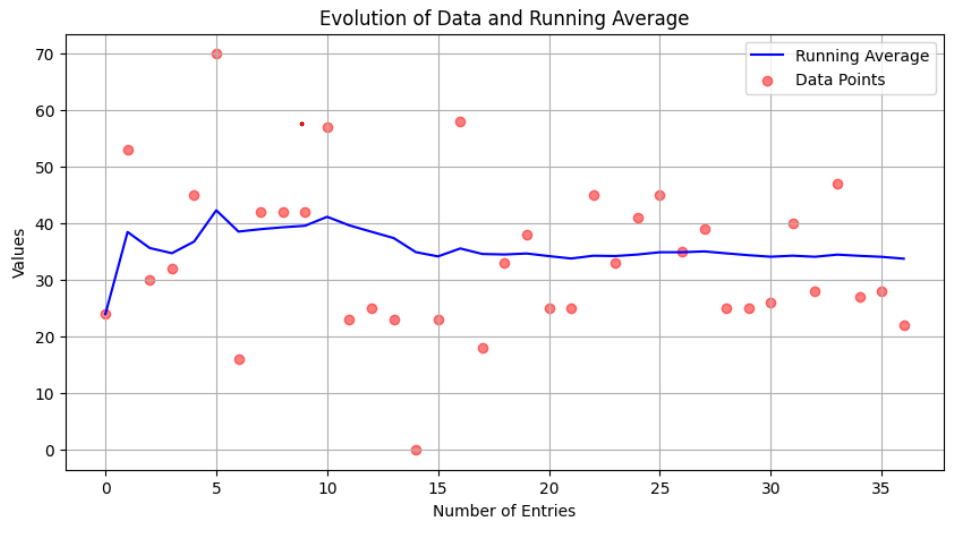 Evolution of Data and Running Average
Running Average
Data Points
70
60
50
40
30
20
10
0
Values
0 5 10 15 20 25 30 35
Number of Entries